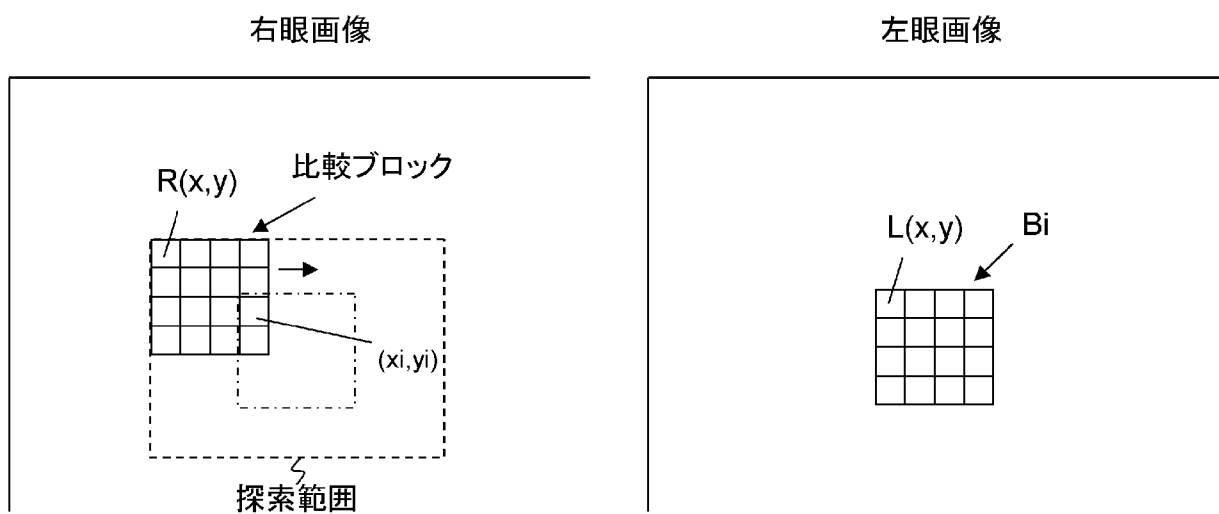 右眼画像
左眼画像
比較ブロック
R(x,y)
(xi,yi)
探索範囲
L(x,y)
Bi